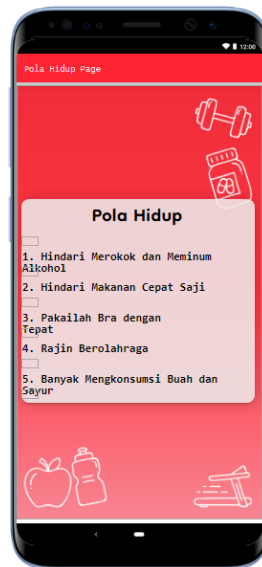 12:00
Pola Hidup Page
Pola Hidup
1. Hindari Merokok dan Meminum
Alkohol
2. Hindari Makanan Cepat Saji
3. Pakailah Bra dengan
Tepat
4. Rajin Berolahraga
5. Banyak Mengkonsumsi Buah dan
Sayur